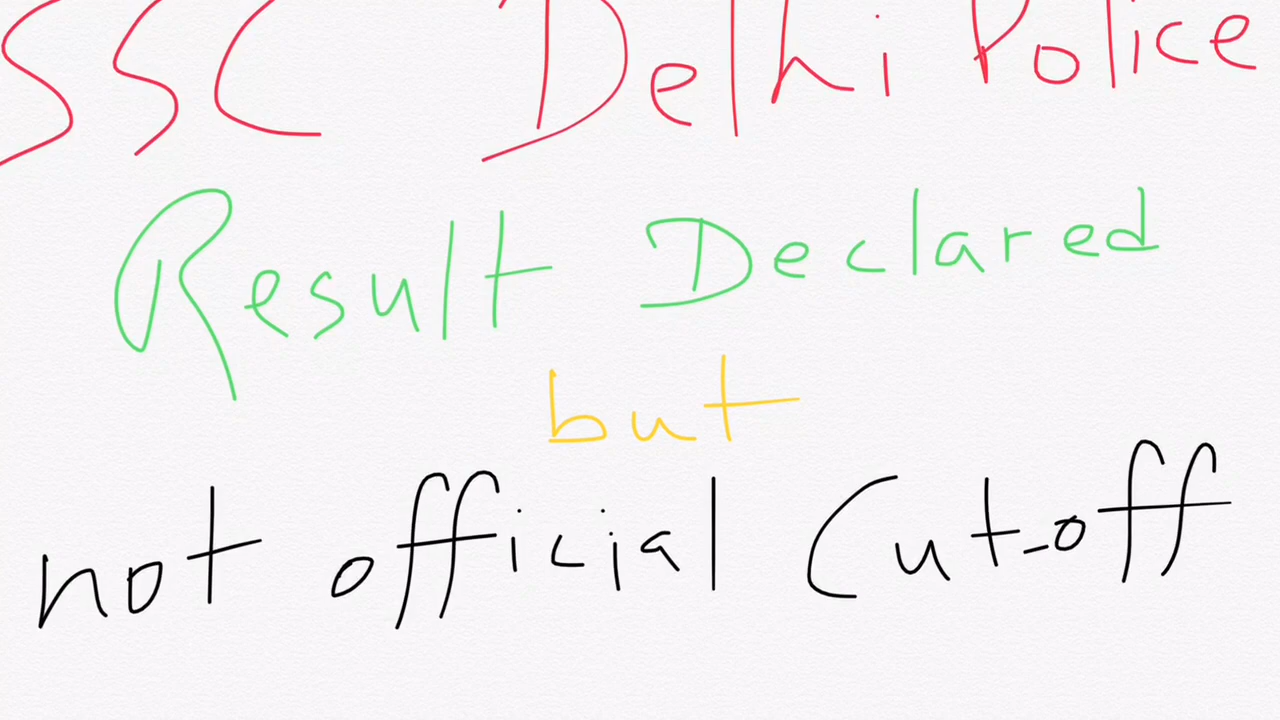 SSC Delhi Police
Result Declared
but
not official Cut-off